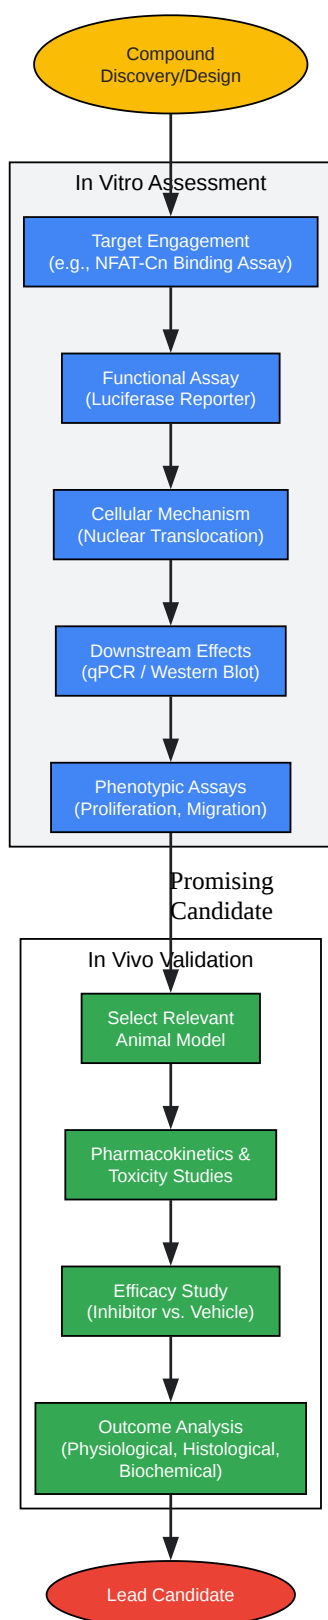 Compound
Discovery/Design
In Vitro Assessment
Target Engagement
(e.g., NFAT-Cn Binding Assay)
Functional Assay
(Luciferase Reporter)
Cellular Mechanism
(Nuclear Translocation)
Downstream Effects
(qPCR / Western Blot)
Phenotypic Assays
(Proliferation, Migration)
Promising
Candidate
In Vivo Validation
Select Relevant
Animal Model
Pharmacokinetics &
Toxicity Studies
Efficacy Study
(Inhibitor vs. Vehicle)
Outcome Analysis
(Physiological, Histological,
Biochemical)
Lead Candidate